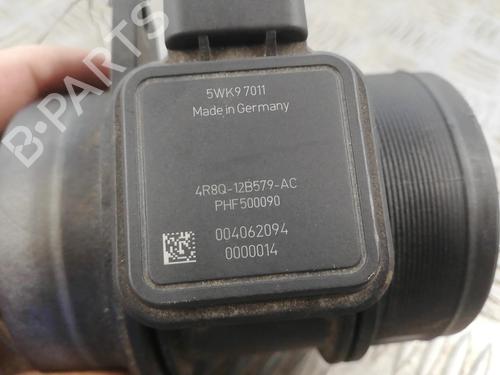 B-PARTS
5WK9 7011
Made in Germany
4R8Q-12B579-AC
PHF500090
004062094
0000014